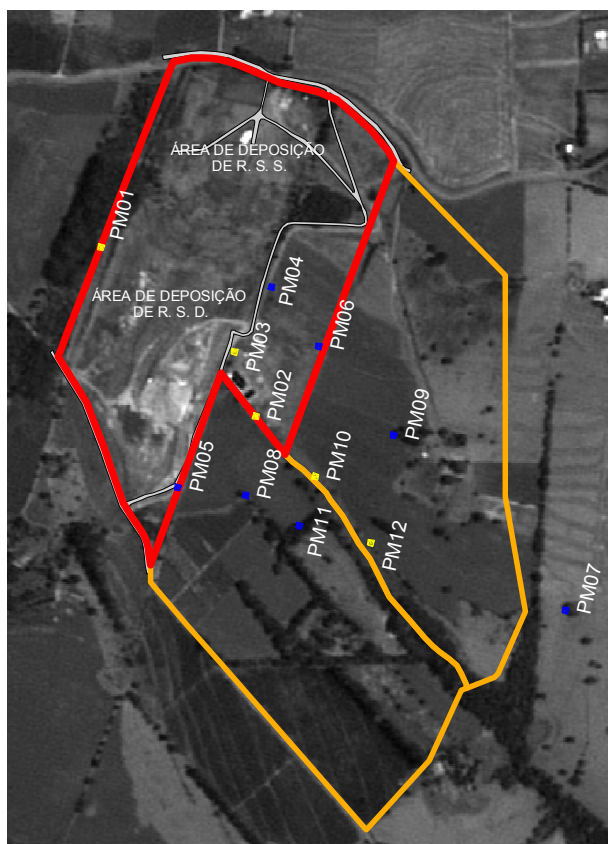 ÁREA DE DEPOSIÇÃO
DE R. S. S.
PM01
PM04
ÁREA DE DEPOSIÇÃO
DE R. S. D.
PM03
PM06
PM02
PM09
PM05
PM08
PM10
PM11
PM12
PM07